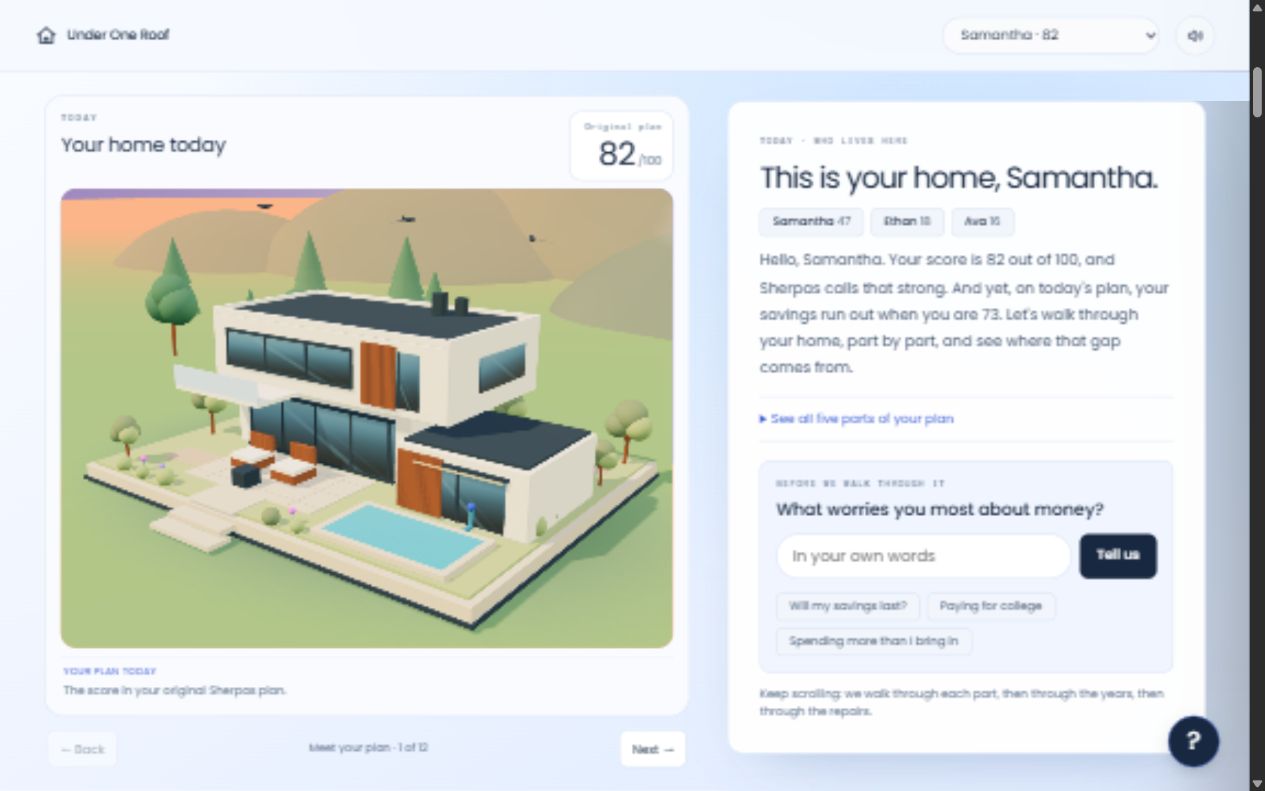 Under One Roof
Samantha · 82
TODAY
Your home today
Original plan
82 /100
YOUR PLAN TODAY
The score in your original Sherpas plan.
← Back
Meet your plan · 1 of 12
Next →
TODAY · WHO LIVES HERE
This is your home, Samantha.
Samantha 47
Ethan 18
Ava 16
Hello, Samantha. Your score is 82 out of 100, and
Sherpas calls that strong. And yet, on today's plan, your
savings run out when you are 73. Let's walk through
your home, part by part, and see where that gap
comes from.
▸ See all five parts of your plan
BEFORE WE WALK THROUGH IT
What worries you most about money?
In your own words
Tell us
Will my savings last?
Paying for college
Spending more than I bring in
Keep scrolling: we walk through each part, then through the years, then
through the repairs.
?